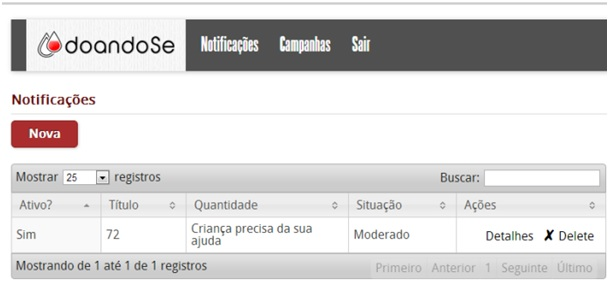 doandoSe Notificações Campanhas Sair
Notificações
Nova
Mostrar 25 registros Buscar:
Ativo? Título Quantidade Situação Ações
Sim 72 Criança precisa da sua ajuda Moderado Detalhes ✗ Delete
Mostrando de 1 até 1 de 1 registros Primeiro Anterior 1 Seguinte Último